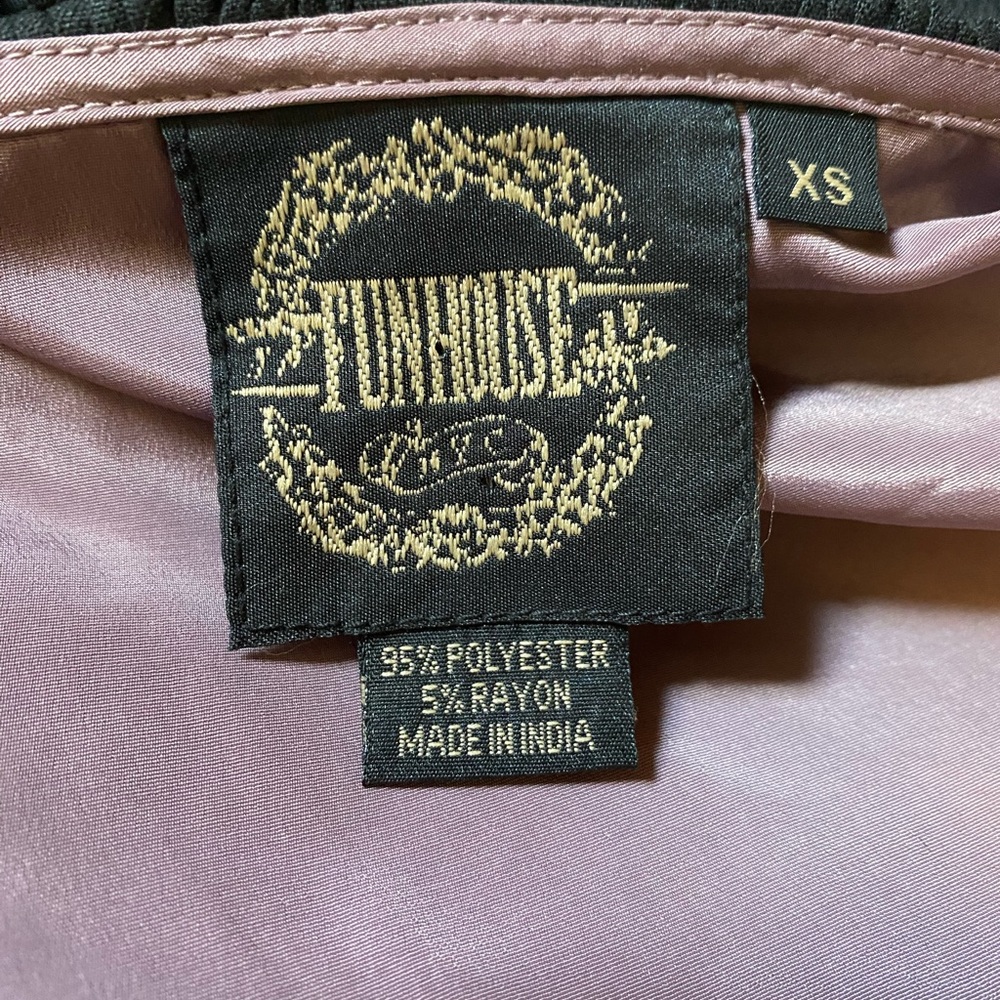 FUNHOUSE
XS
95% POLYESTER
5% RAYON
MADE IN INDIA